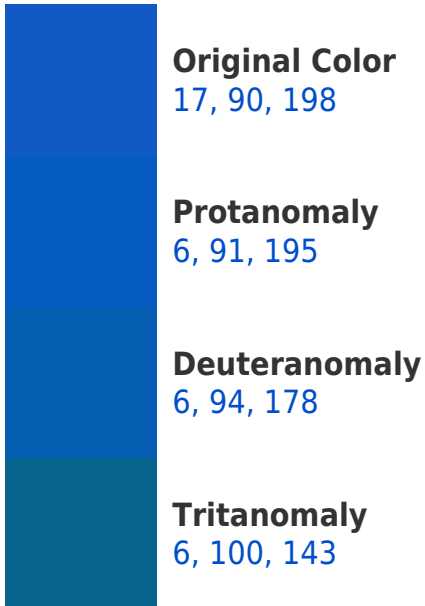 Original Color
17, 90, 198
Protanomaly
6, 91, 195
Deuteranomaly
6, 94, 178
Tritanomaly
6, 100, 143